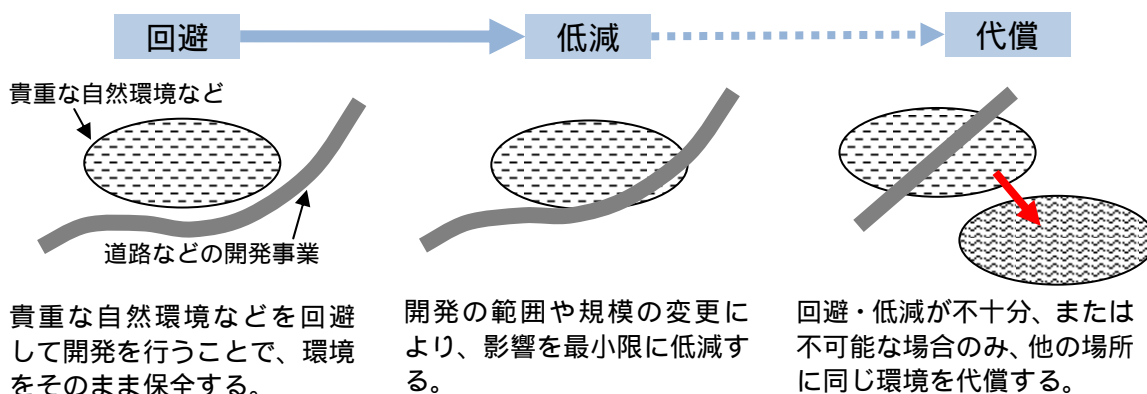 回避
低減
代償
貴重な自然環境など
道路などの開発事業
貴重な自然環境などを回避
して開発を行うことで、環境
をそのまま保全する。
開発の範囲や規模の変更に
より、影響を最小限に低減す
る。
回避・低減が不十分、または
不可能な場合のみ、他の場所
に同じ環境を代償する。